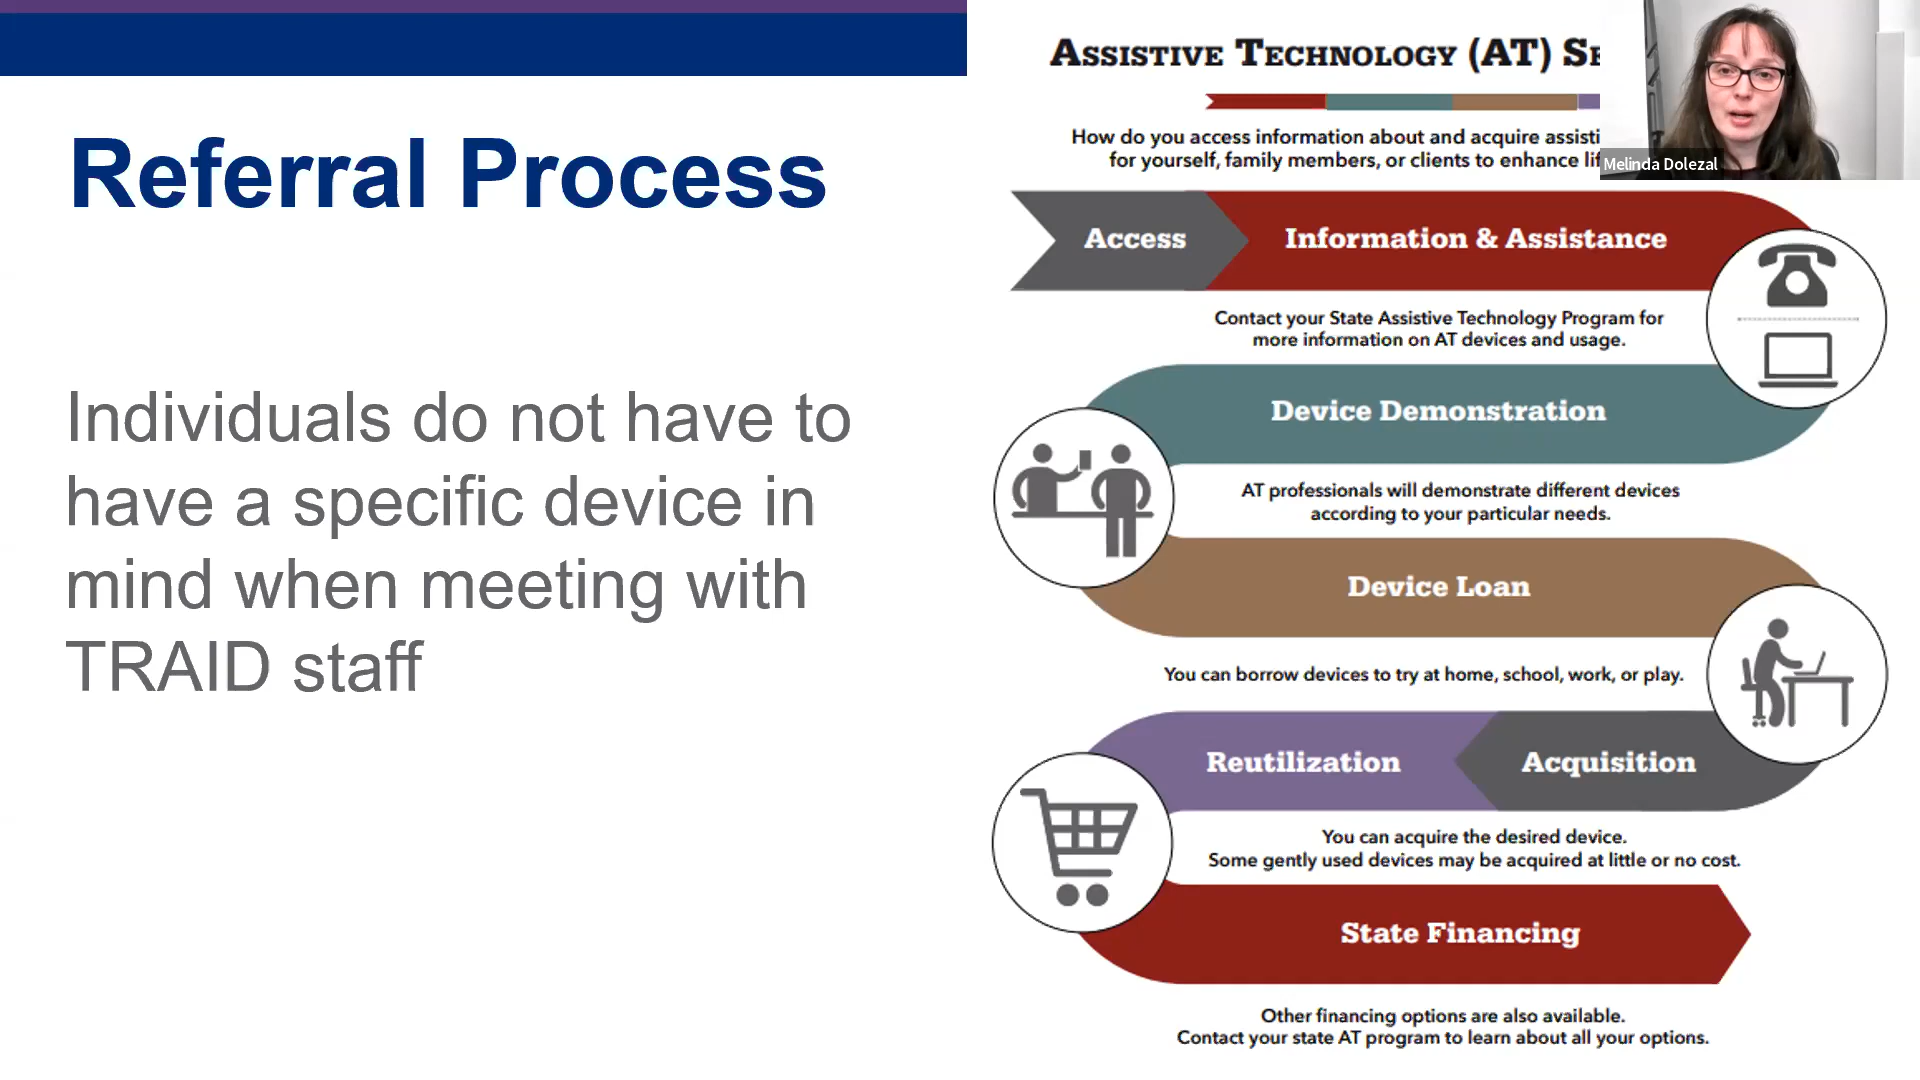 Referral Process
Individuals do not have to
have a specific device in
mind when meeting with
TRAID staff
ASSISTIVE TECHNOLOGY (AT)
How do you access information about and acquire
for yourself, family members, or clients to enhance
Melinda Dolezal
Access
Information & Assistance
Contact your State Assistive Technology Program for
more information on AT devices and usage.
Device Demonstration
AT professionals will demonstrate different devices
according to your particular needs.
Device Loan
You can borrow devices to try at home, school, work, or play.
Reutilization
Acquisition
You can acquire the desired device.
Some gently used devices may be acquired at little or no cost.
State Financing
Other financing options are also available.
Contact your state AT program to learn about all your options.